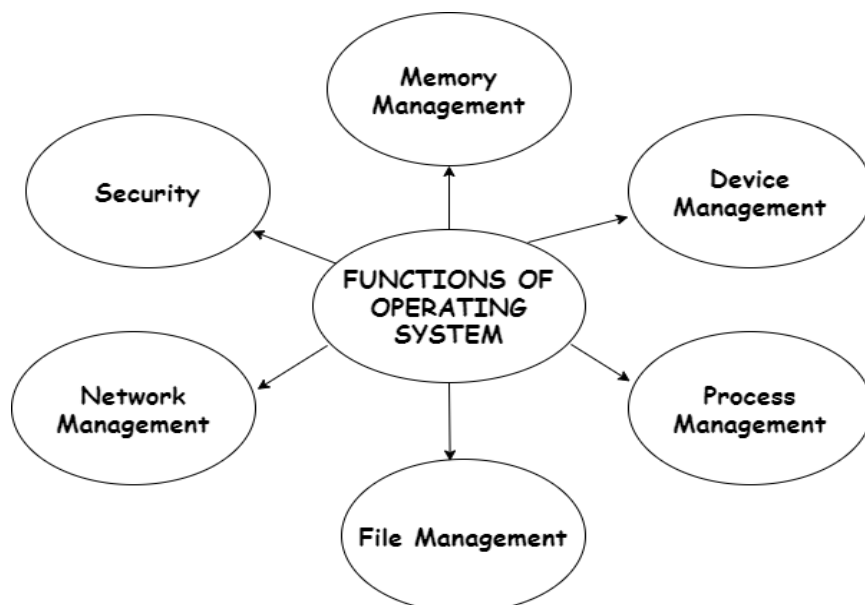 Memory
Management
Security
Device
Management
FUNCTIONS OF
OPERATING
SYSTEM
Network
Management
Process
Management
File Management